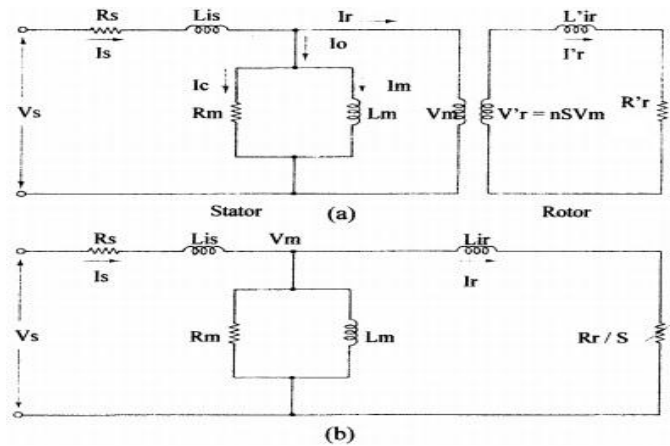 Rs Lis Ir L'ir
Is Io I'r
Ic Im
Vs Rm Lm Vm V'r = nSVm R'r
Stator (a) Rotor
Rs Lis Vm Lir
Is Ir
Vs Rm Lm Rr / S
(b)